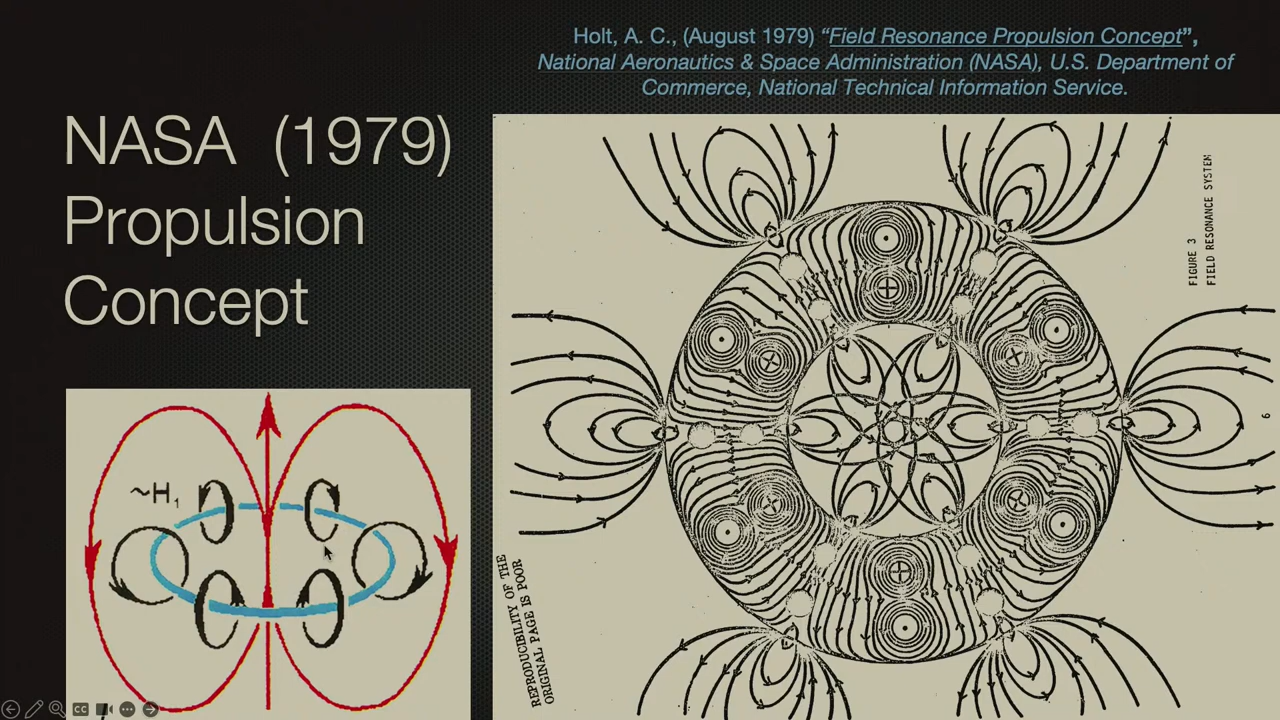 Holt, A. C., (August 1979) “Field Resonance Propulsion Concept”,
National Aeronautics & Space Administration (NASA), U.S. Department of
Commerce, National Technical Information Service.
NASA (1979)
Propulsion
Concept
~H1
FIGURE 3
FIELD RESONANCE SYSTEM
6
REPRODUCIBILITY OF THE
ORIGINAL PAGE IS POOR
CC